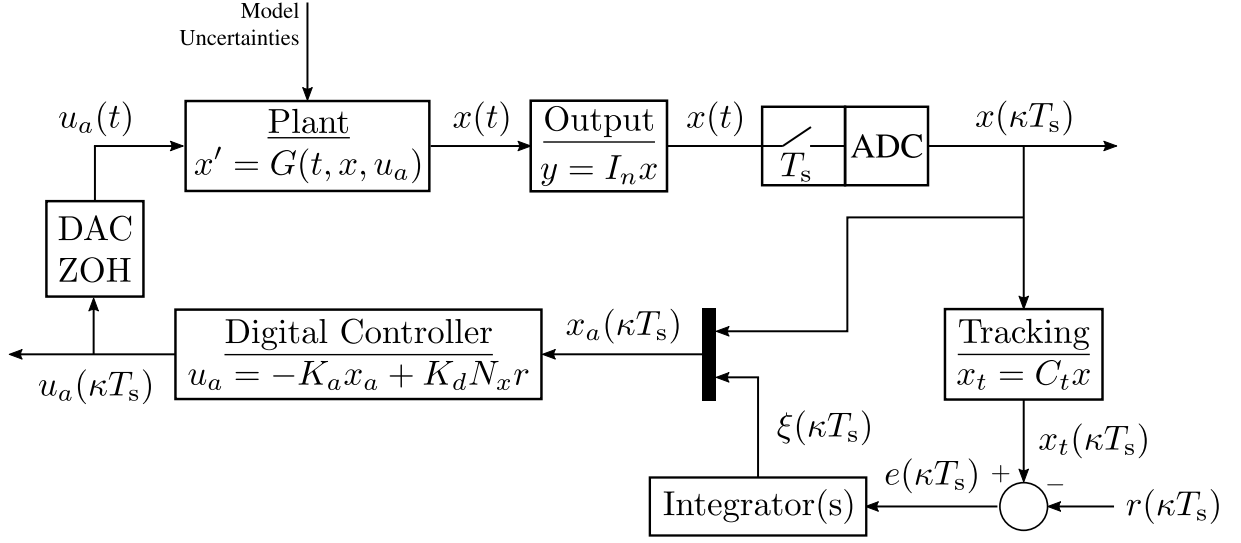 Model
Uncertainties
u_a(t)
Plant
x′ = G(t, x, u_a)
x(t)
Output
y = I_n x
x(t)
T_s
ADC
x(κT_s)
DAC
ZOH
Digital Controller
u_a = −K_a x_a + K_d N_x r
x_a(κT_s)
Tracking
x_t = C_t x
u_a(κT_s)
ξ(κT_s)
x_t(κT_s)
Integrator(s)
e(κT_s)
+
−
r(κT_s)